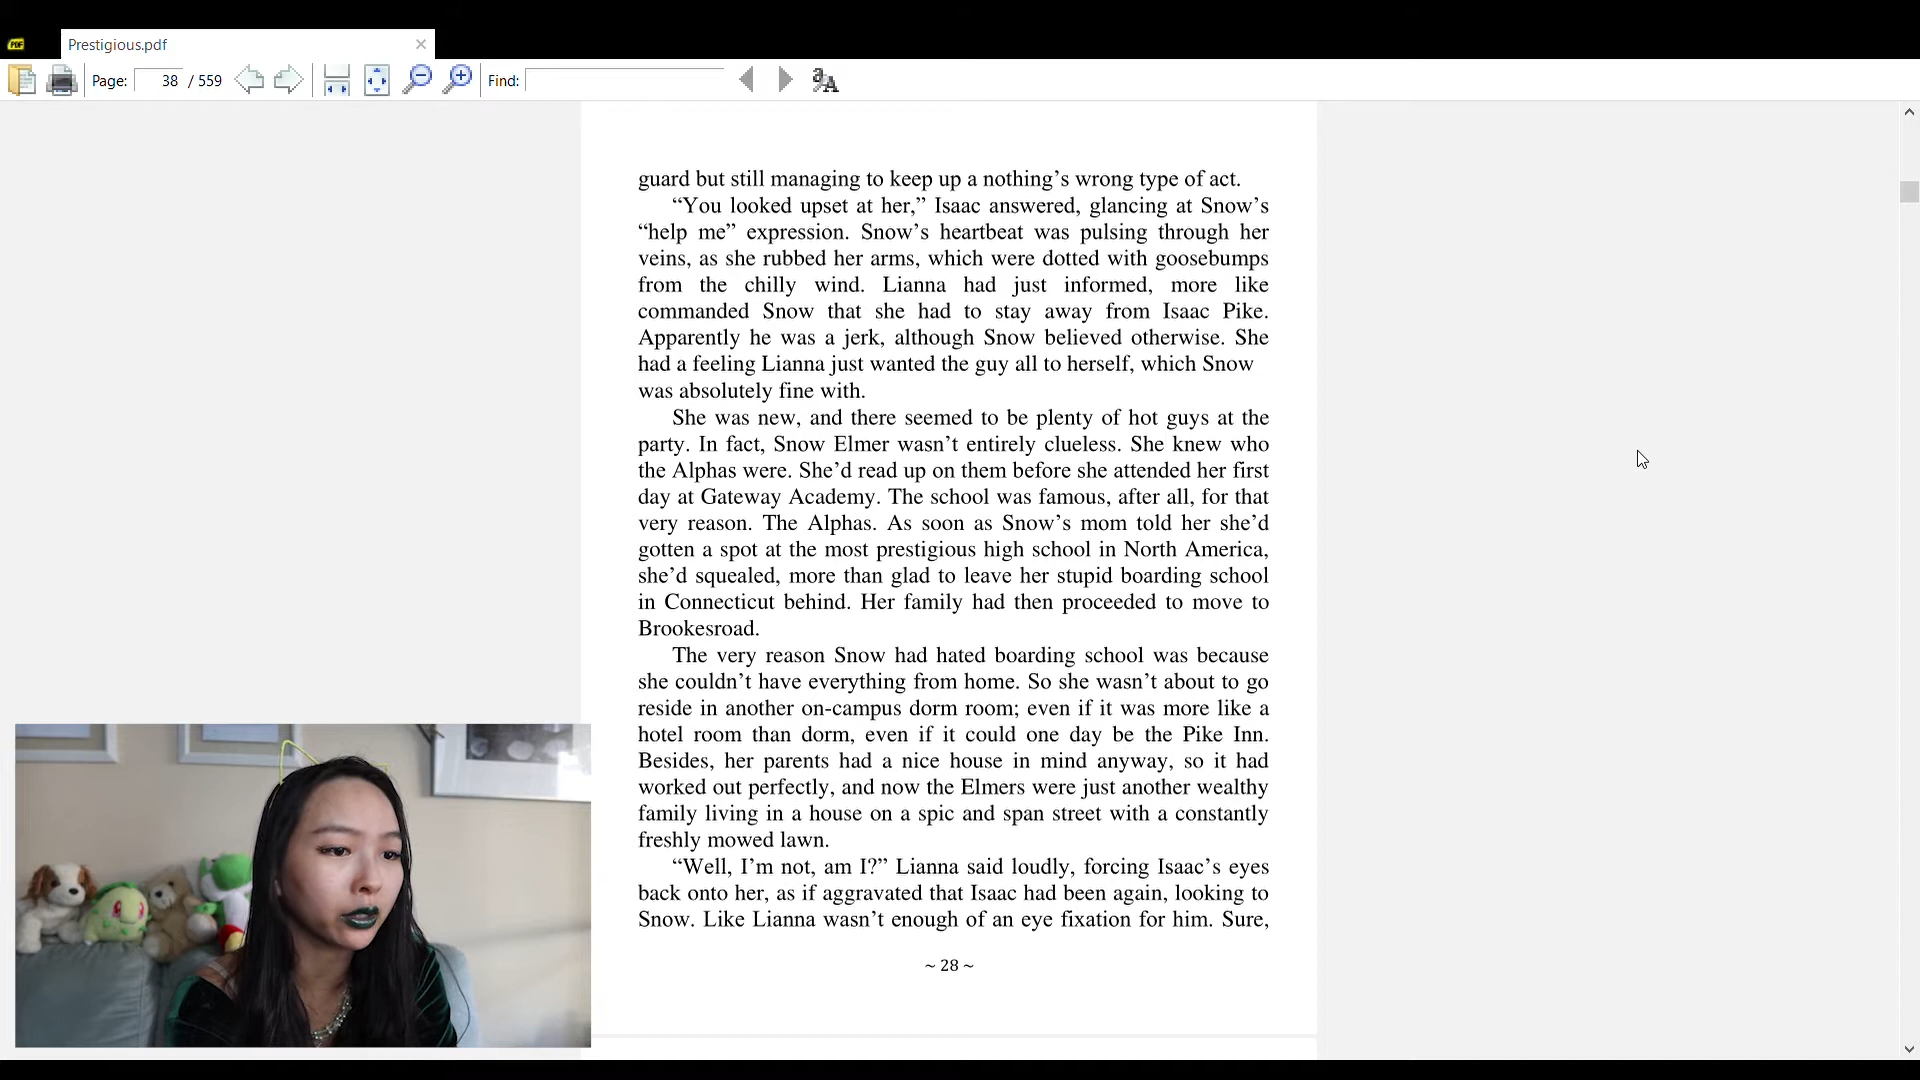 Prestigious.pdf
Page: 38 / 559 Find:
guard but still managing to keep up a nothing’s wrong type of act.
“You looked upset at her,” Isaac answered, glancing at Snow’s
“help me” expression. Snow’s heartbeat was pulsing through her
veins, as she rubbed her arms, which were dotted with goosebumps
from the chilly wind. Lianna had just informed, more like
commanded Snow that she had to stay away from Isaac Pike.
Apparently he was a jerk, although Snow believed otherwise. She
had a feeling Lianna just wanted the guy all to herself, which Snow
was absolutely fine with.
She was new, and there seemed to be plenty of hot guys at the
party. In fact, Snow Elmer wasn’t entirely clueless. She knew who
the Alphas were. She’d read up on them before she attended her first
day at Gateway Academy. The school was famous, after all, for that
very reason. The Alphas. As soon as Snow’s mom told her she’d
gotten a spot at the most prestigious high school in North America,
she’d squealed, more than glad to leave her stupid boarding school
in Connecticut behind. Her family had then proceeded to move to
Brookesroad.
The very reason Snow had hated boarding school was because
she couldn’t have everything from home. So she wasn’t about to go
reside in another on-campus dorm room; even if it was more like a
hotel room than dorm, even if it could one day be the Pike Inn.
Besides, her parents had a nice house in mind anyway, so it had
worked out perfectly, and now the Elmers were just another wealthy
family living in a house on a spic and span street with a constantly
freshly mowed lawn.
“Well, I’m not, am I?” Lianna said loudly, forcing Isaac’s eyes
back onto her, as if aggravated that Isaac had been again, looking to
Snow. Like Lianna wasn’t enough of an eye fixation for him. Sure,
~ 28 ~